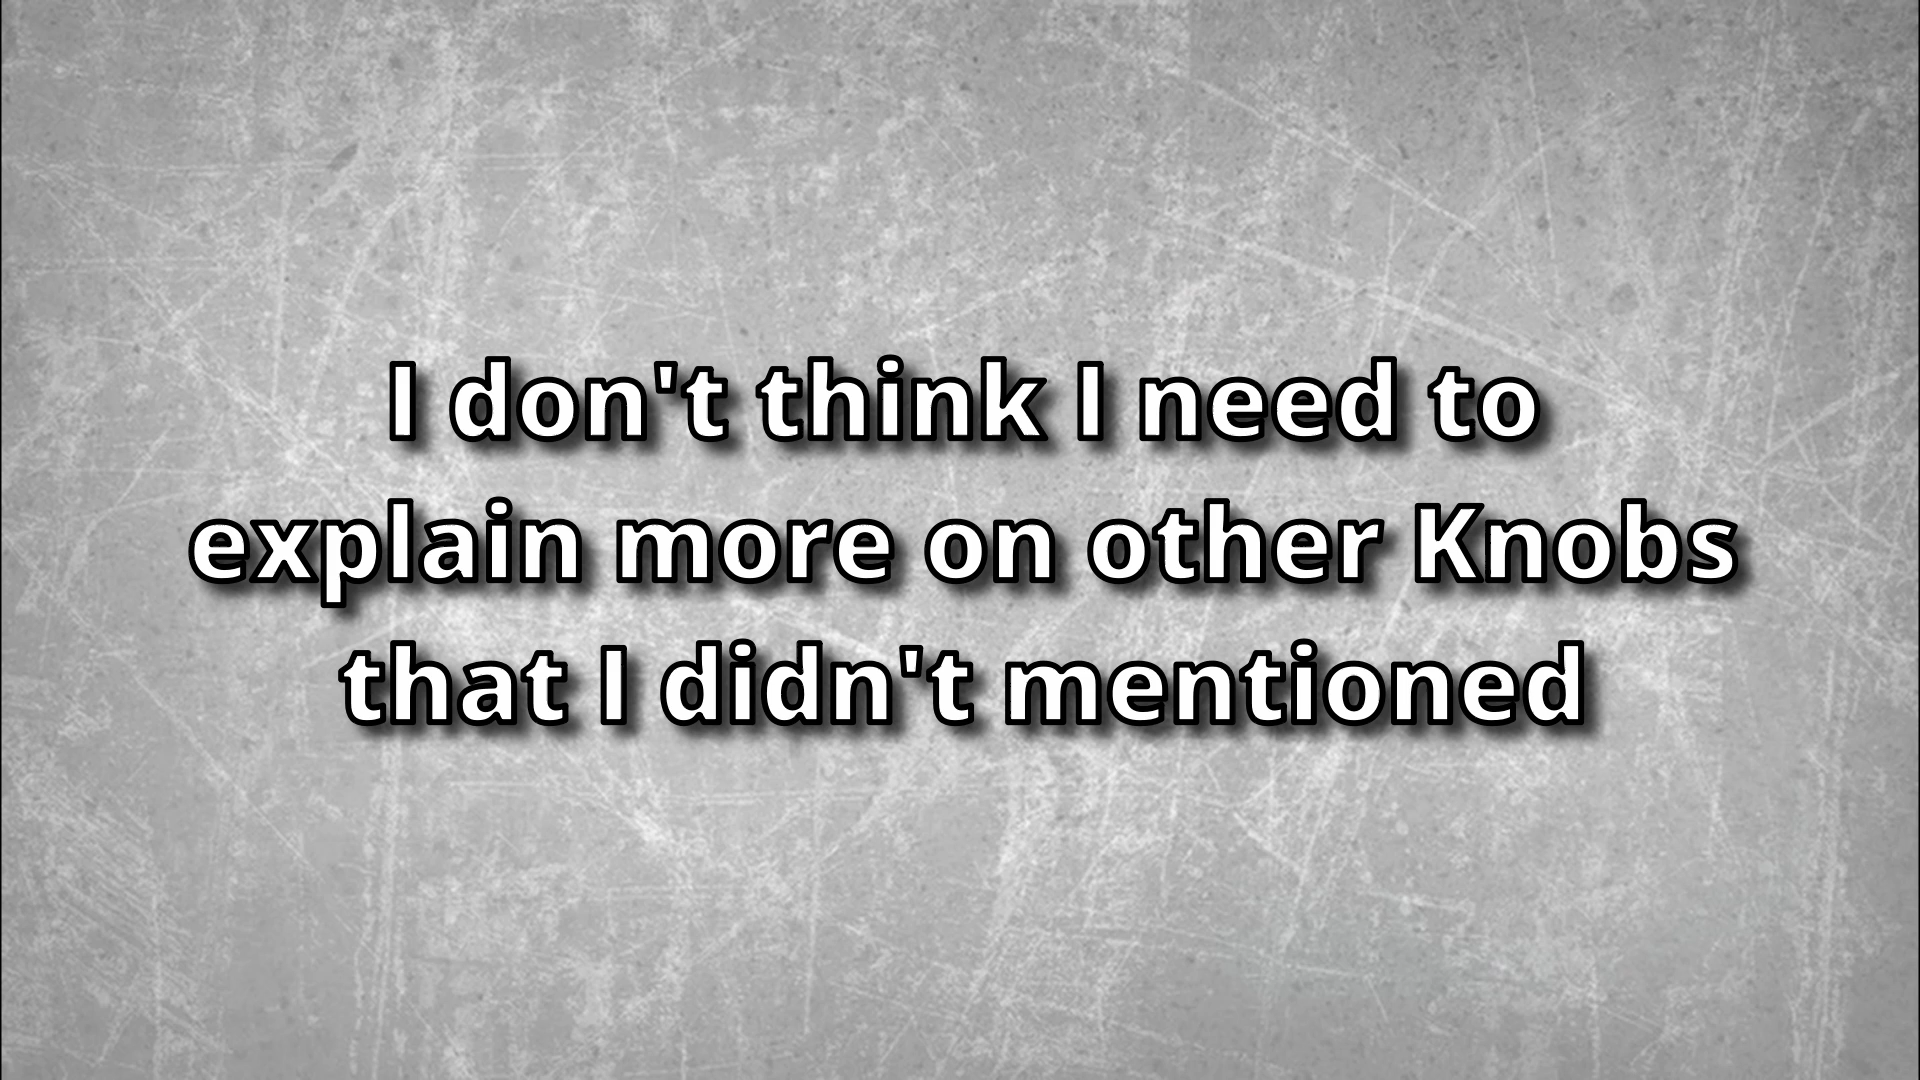 I don't think I need to
explain more on other Knobs
that I didn't mentioned